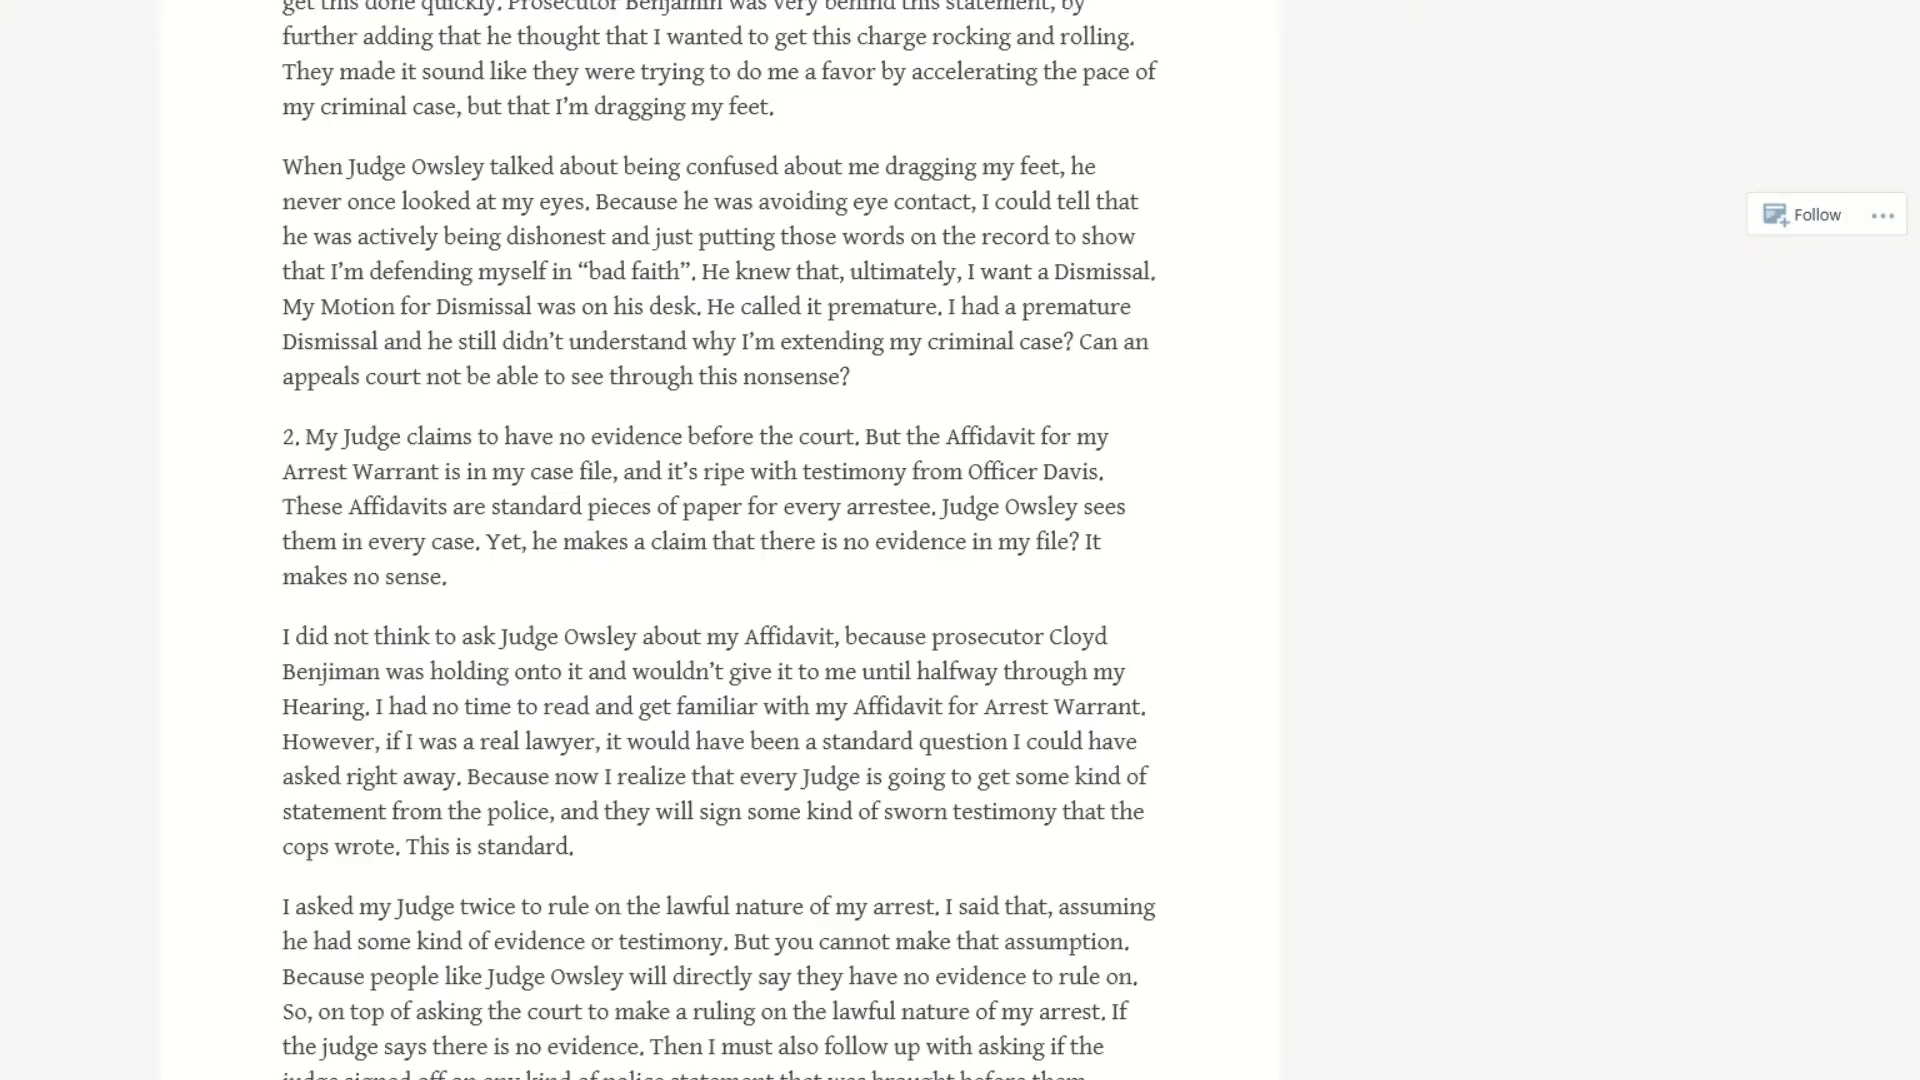 get this done quickly. Prosecutor Benjamin was very behind this statement, by
further adding that he thought that I wanted to get this charge rocking and rolling.
They made it sound like they were trying to do me a favor by accelerating the pace of
my criminal case, but that I’m dragging my feet.
When Judge Owsley talked about being confused about me dragging my feet, he
never once looked at my eyes. Because he was avoiding eye contact, I could tell that
he was actively being dishonest and just putting those words on the record to show
that I’m defending myself in “bad faith”. He knew that, ultimately, I want a Dismissal.
My Motion for Dismissal was on his desk. He called it premature. I had a premature
Dismissal and he still didn’t understand why I’m extending my criminal case? Can an
appeals court not be able to see through this nonsense?
2. My Judge claims to have no evidence before the court. But the Affidavit for my
Arrest Warrant is in my case file, and it’s ripe with testimony from Officer Davis.
These Affidavits are standard pieces of paper for every arrestee. Judge Owsley sees
them in every case. Yet, he makes a claim that there is no evidence in my file? It
makes no sense.
I did not think to ask Judge Owsley about my Affidavit, because prosecutor Cloyd
Benjiman was holding onto it and wouldn’t give it to me until halfway through my
Hearing. I had no time to read and get familiar with my Affidavit for Arrest Warrant.
However, if I was a real lawyer, it would have been a standard question I could have
asked right away. Because now I realize that every Judge is going to get some kind of
statement from the police, and they will sign some kind of sworn testimony that the
cops wrote. This is standard.
I asked my Judge twice to rule on the lawful nature of my arrest. I said that, assuming
he had some kind of evidence or testimony. But you cannot make that assumption.
Because people like Judge Owsley will directly say they have no evidence to rule on.
So, on top of asking the court to make a ruling on the lawful nature of my arrest. If
the judge says there is no evidence. Then I must also follow up with asking if the
judge signed off on any kind of police statement that was brought before them.
Follow